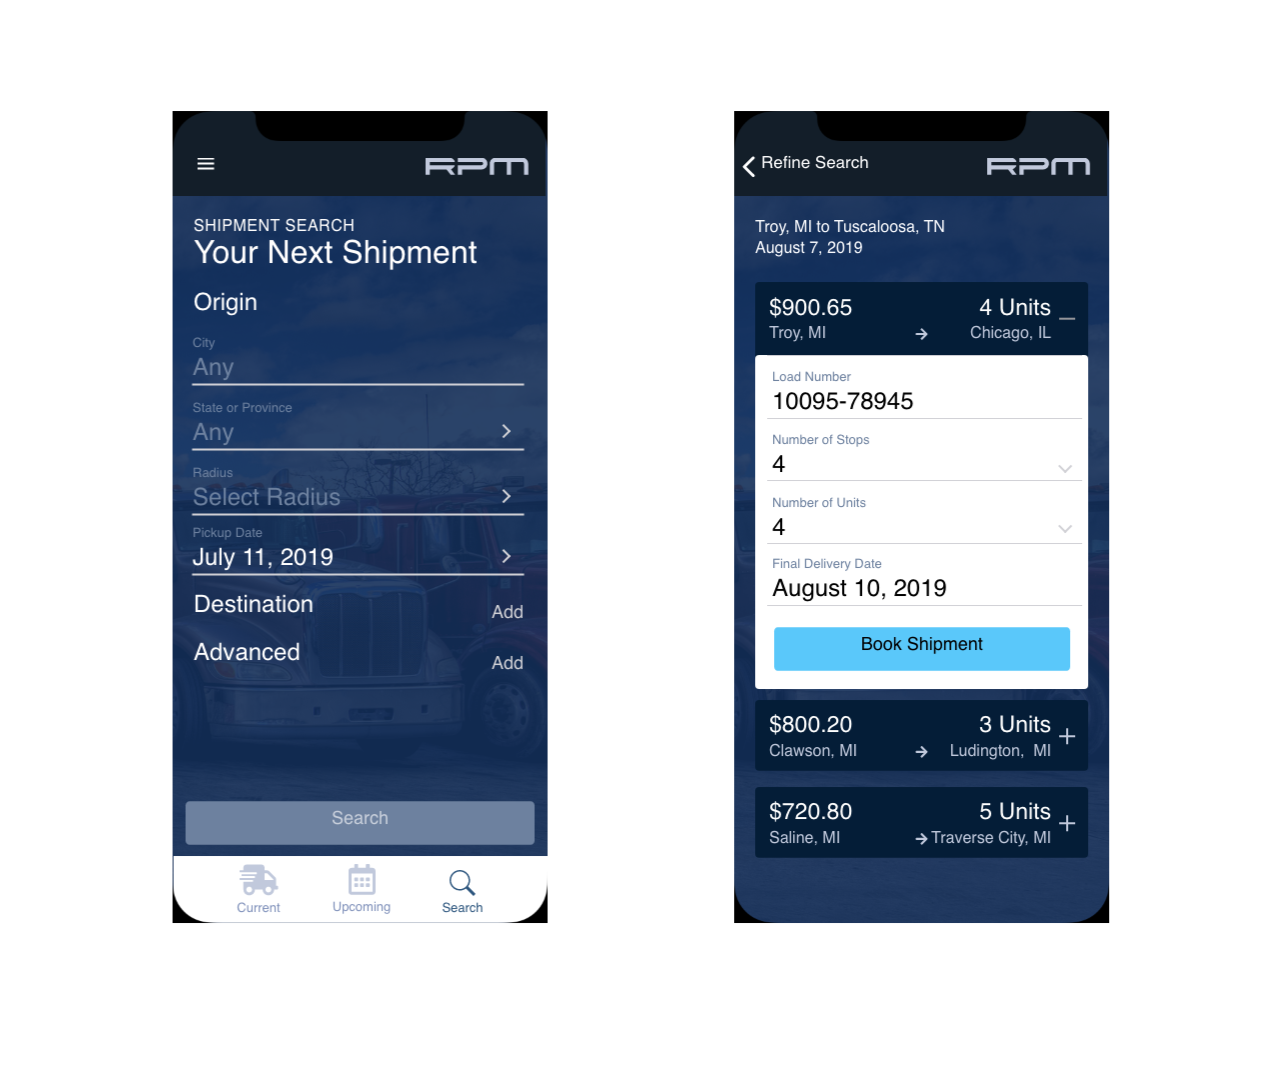 RPM
SHIPMENT SEARCH
Your Next Shipment
Origin
City
Any
State or Province
Any
Radius
Select Radius
Pickup Date
July 11, 2019
Destination
Add
Advanced
Add
Search
Current
Upcoming
Search
Refine Search
RPM
Troy, MI to Tuscaloosa, TN
August 7, 2019
$900.65 4 Units
Troy, MI → Chicago, IL
Load Number
10095-78945
Number of Stops
4
Number of Units
4
Final Delivery Date
August 10, 2019
Book Shipment
$800.20 3 Units
Clawson, MI → Ludington, MI
$720.80 5 Units
Saline, MI → Traverse City, MI